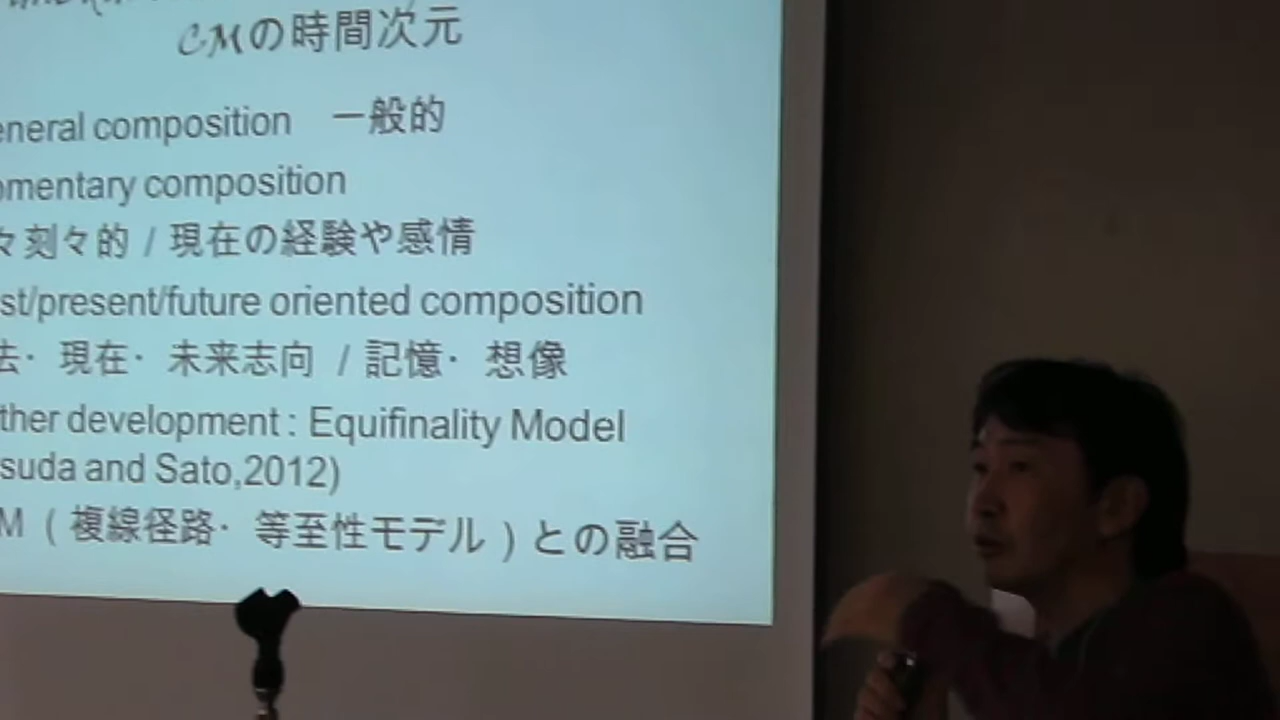 CMの時間次元
eneral composition 一般的
omentary composition
々刻々的 / 現在の経験や感情
st/present/future oriented composition
去・現在・未来志向 / 記憶・想像
ther development : Equifinality Model
suda and Sato,2012)
M (複線径路・等至性モデル)との融合